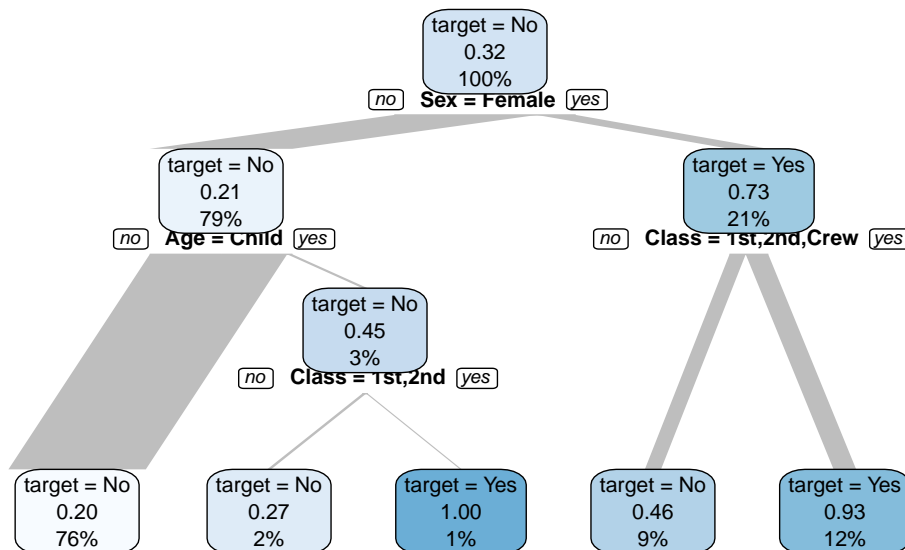 target = No
0.32
100%
no Sex = Female yes
target = No
0.21
79%
target = Yes
0.73
21%
no Age = Child yes
no Class = 1st,2nd,Crew yes
target = No
0.45
3%
no Class = 1st,2nd yes
target = No
0.20
76%
target = No
0.27
2%
target = Yes
1.00
1%
target = No
0.46
9%
target = Yes
0.93
12%